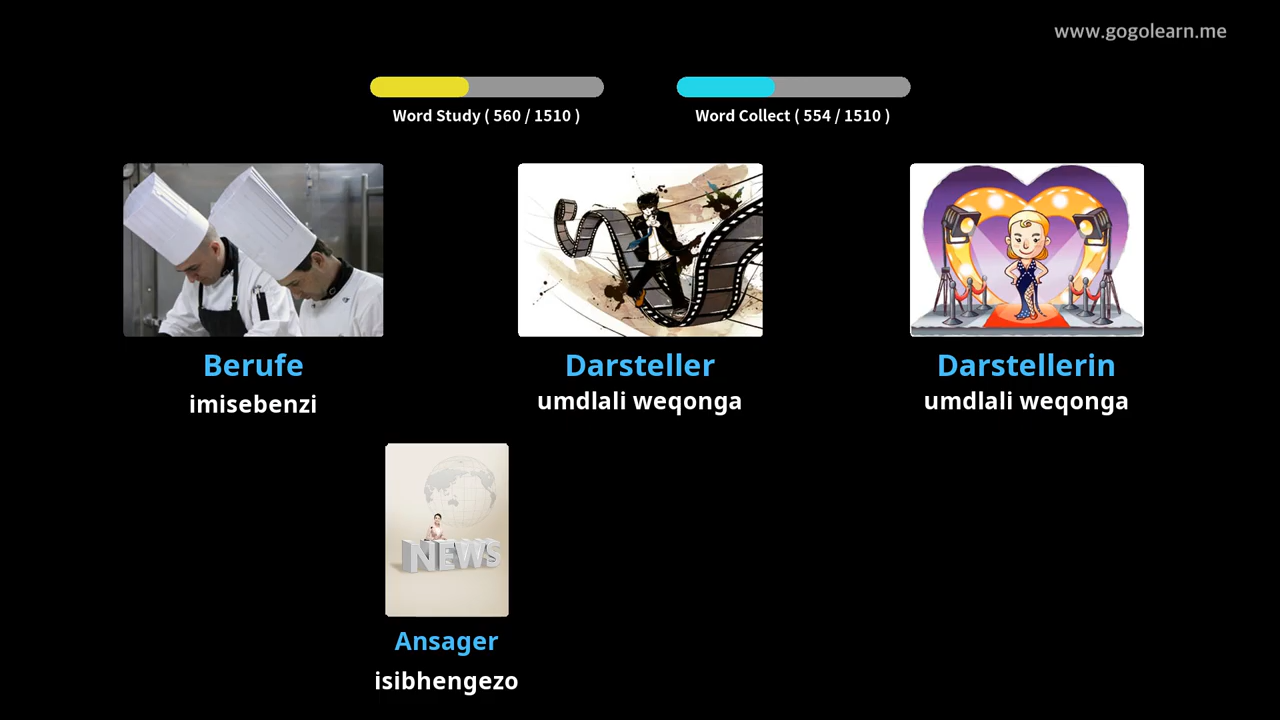 www.gogolearn.me
Word Study ( 560 / 1510 )
Word Collect ( 554 / 1510 )
Berufe
imisebenzi
Darsteller
umdlali weqonga
Darstellerin
umdlali weqonga
NEWS
Ansager
isibhengezo